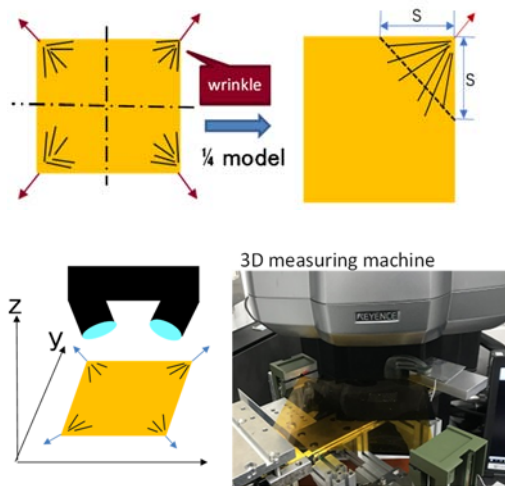 S
wrinkle
S
¼ model
3D measuring machine
z
y
KEYENCE